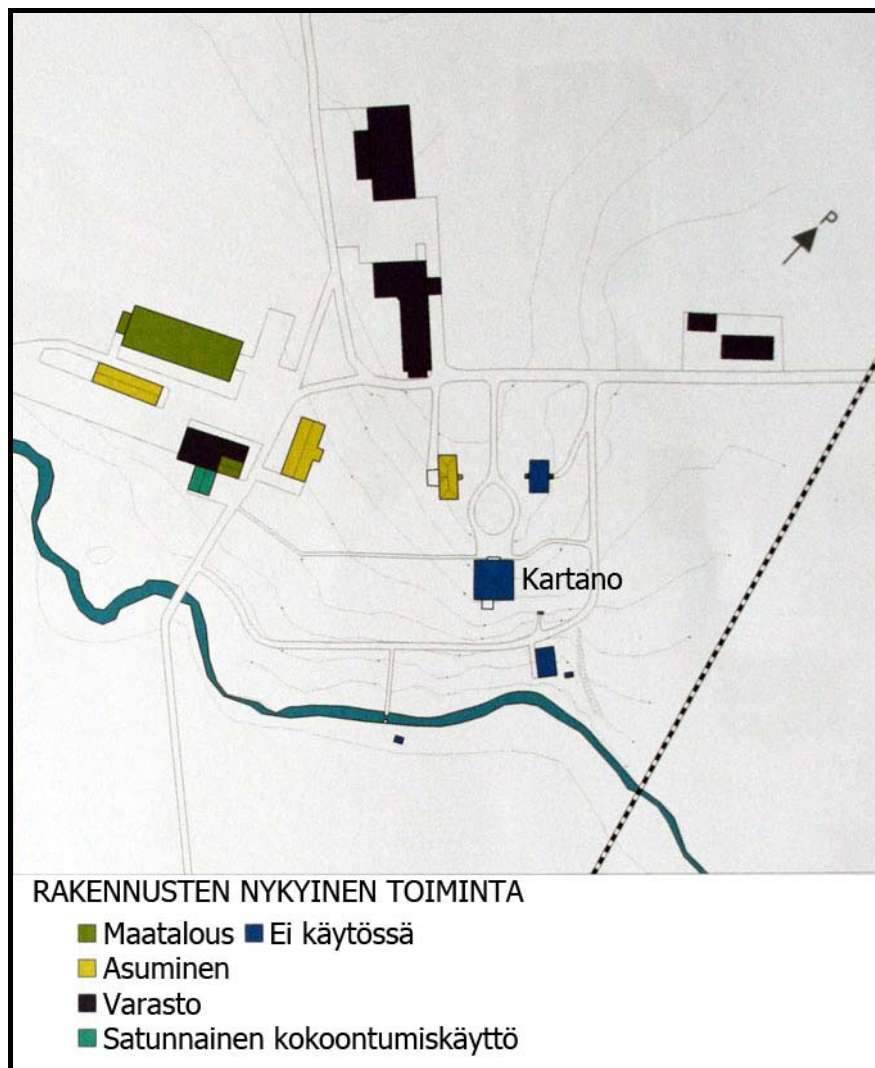 P
Kartano
RAKENNUSTEN NYKYINEN TOIMINTA
Maatalous
Ei käytössä
Asuminen
Varasto
Satunnainen kokoontumiskäyttö